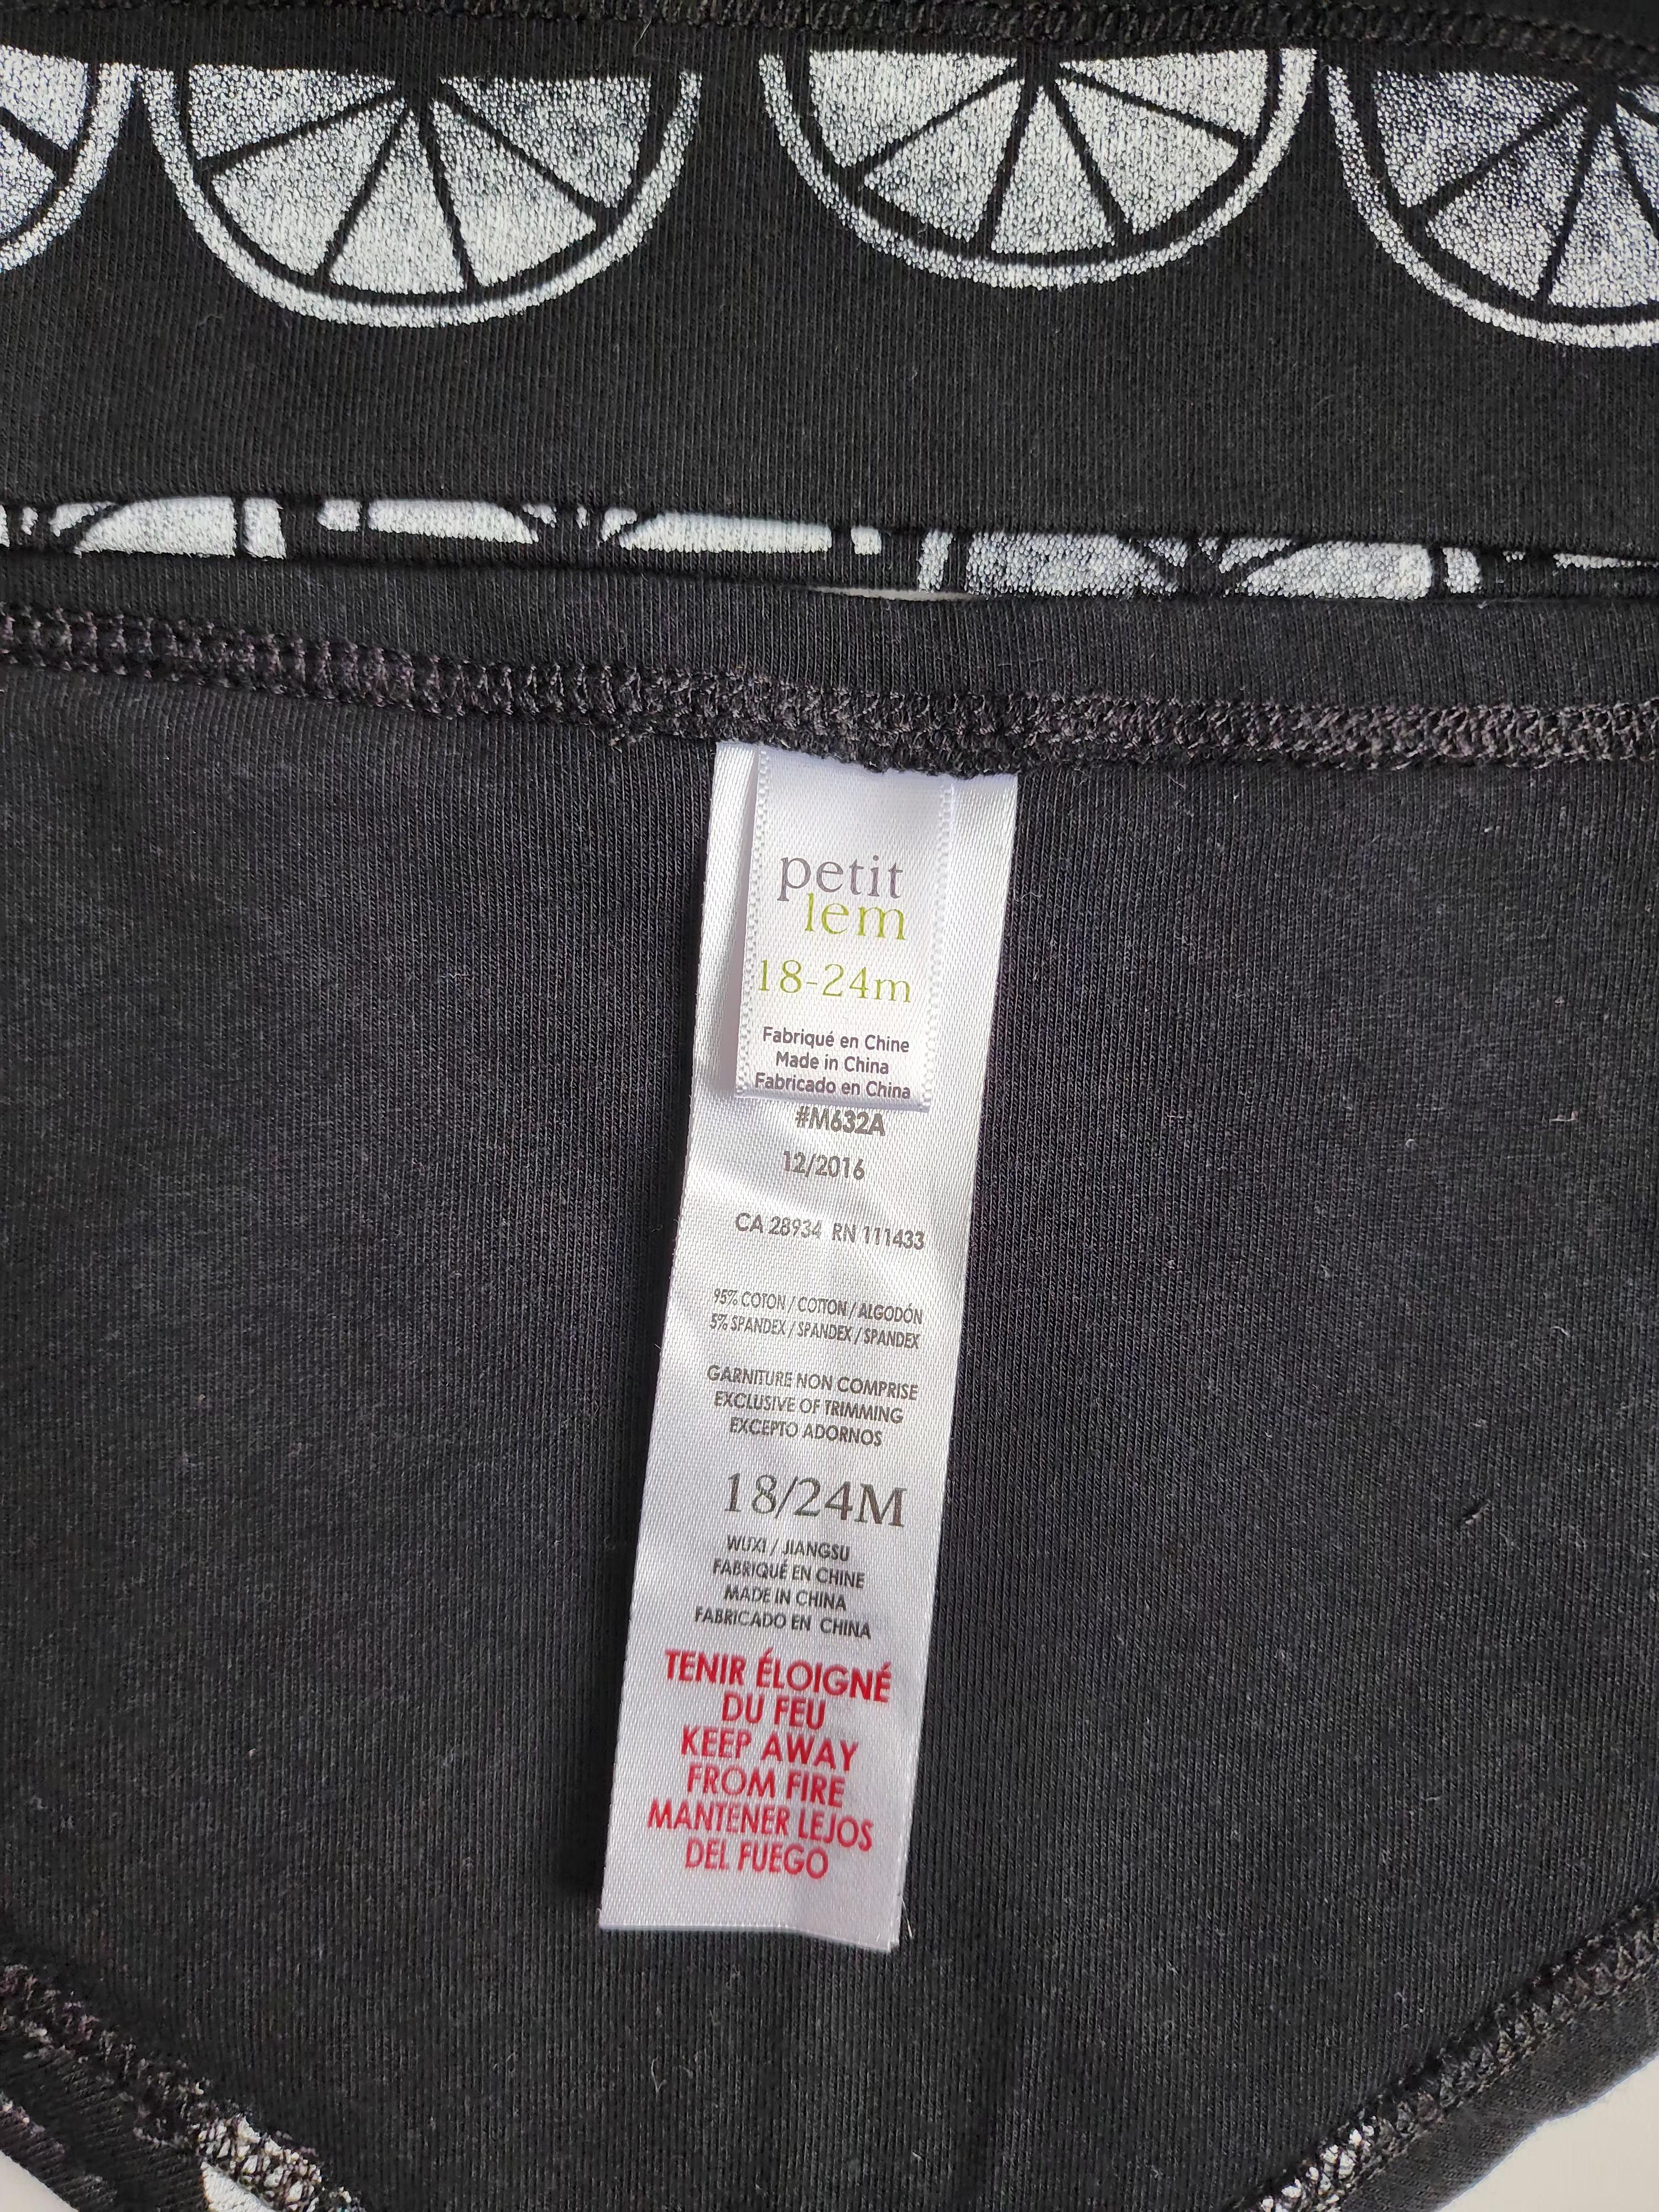 petit
lem
18-24m
Fabriqué en Chine
Made in China
Fabricado en China
#M632A
12/2016
CA 28934 RN 111433
95% COTON / COTTON / ALGODÓN
5% SPANDEX / SPANDEX / SPANDEX
GARNITURE NON COMPRISE
EXCLUSIVE OF TRIMMING
EXCEPTO ADORNOS
18/24M
WUXI / JIANGSU
FABRIQUÉ EN CHINE
MADE IN CHINA
FABRICADO EN CHINA
TENIR ÉLOIGNÉ
DU FEU
KEEP AWAY
FROM FIRE
MANTENER LEJOS
DEL FUEGO